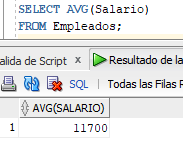 SELECT AVG(Salario)
FROM Empleados;
alida de Script x Resultado de la
SQL | Todas las Filas
AVG(SALARIO)
1 11700